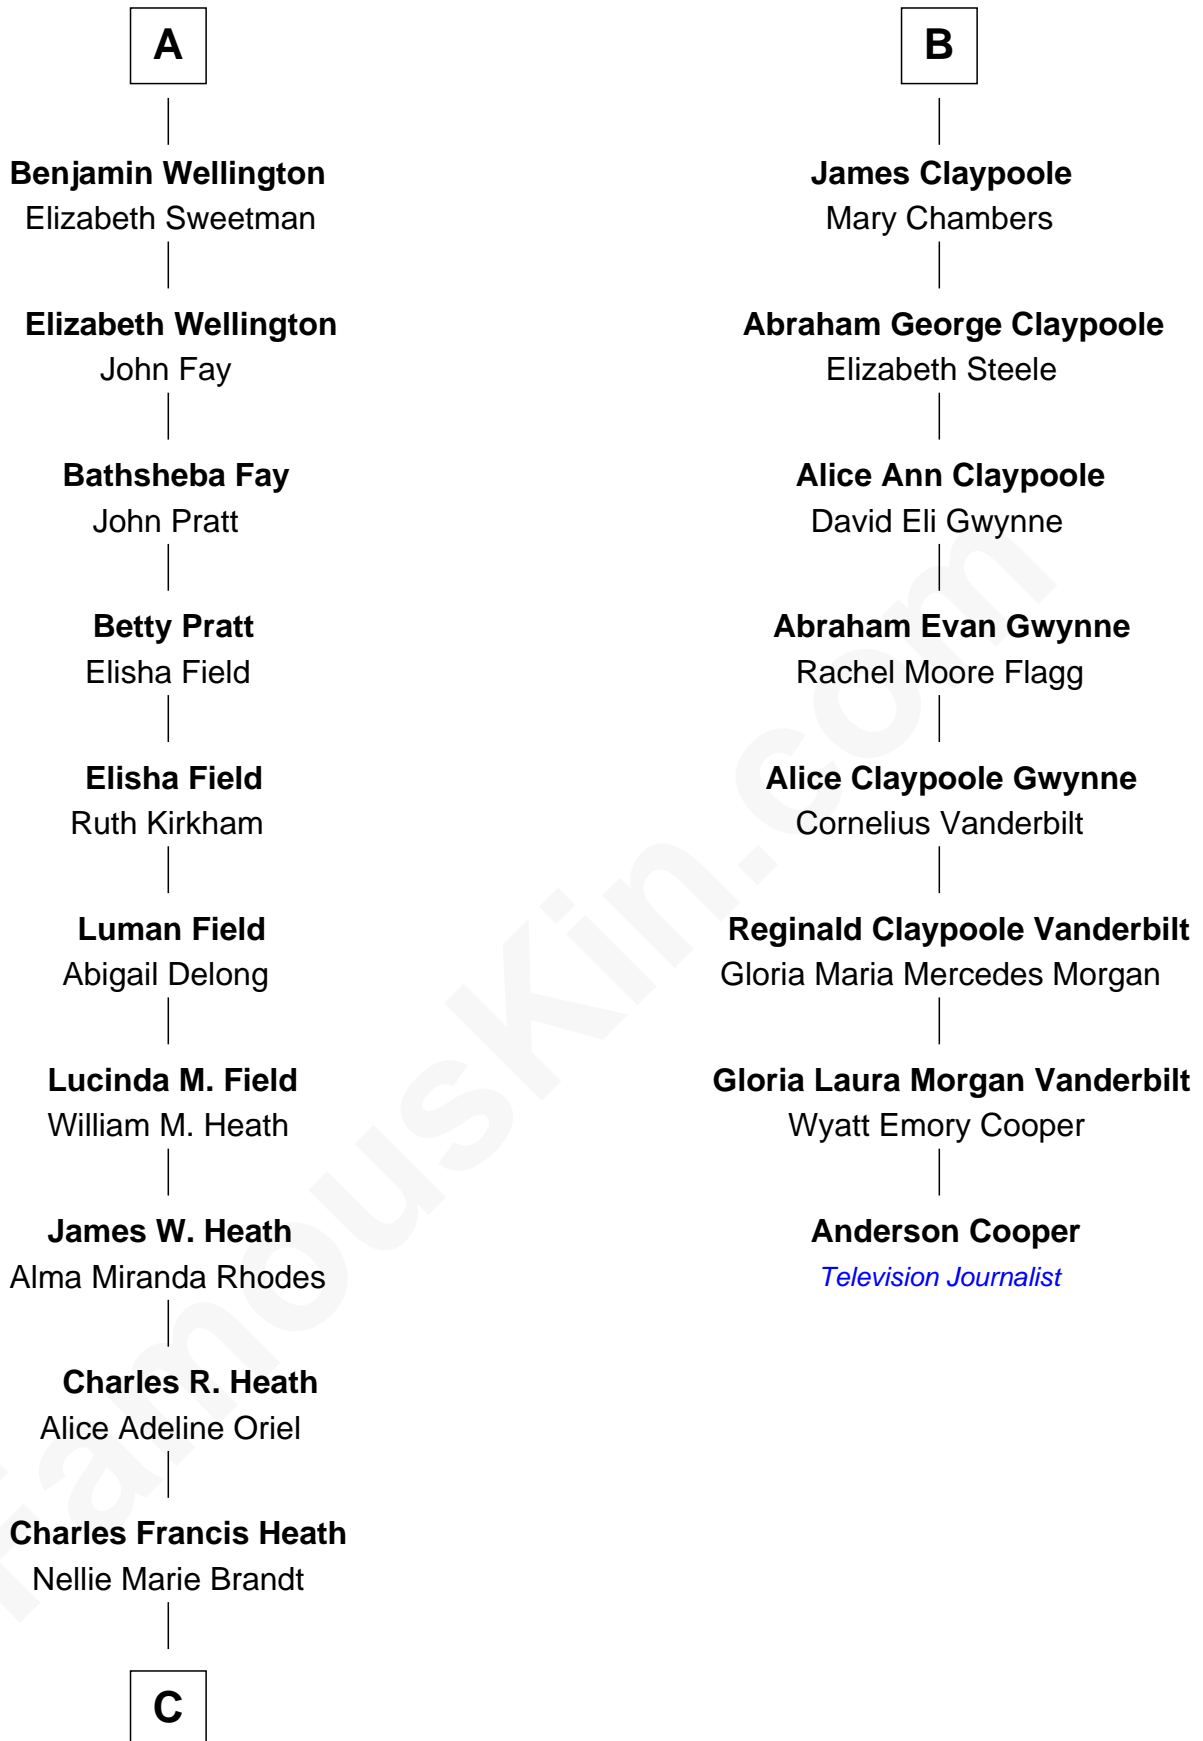 A
Benjamin Wellington
Elizabeth Sweetman
Elizabeth Wellington
John Fay
Bathsheba Fay
John Pratt
Betty Pratt
Elisha Field
Elisha Field
Ruth Kirkham
Luman Field
Abigail Delong
Lucinda M. Field
William M. Heath
James W. Heath
Alma Miranda Rhodes
Charles R. Heath
Alice Adeline Oriel
Charles Francis Heath
Nellie Marie Brandt
C
B
James Claypoole
Mary Chambers
Abraham George Claypoole
Elizabeth Steele
Alice Ann Claypoole
David Eli Gwynne
Abraham Evan Gwynne
Rachel Moore Flagg
Alice Claypoole Gwynne
Cornelius Vanderbilt
Reginald Claypoole Vanderbilt
Gloria Maria Mercedes Morgan
Gloria Laura Morgan Vanderbilt
Wyatt Emory Cooper
Anderson Cooper
Television Journalist
FamousKin.com